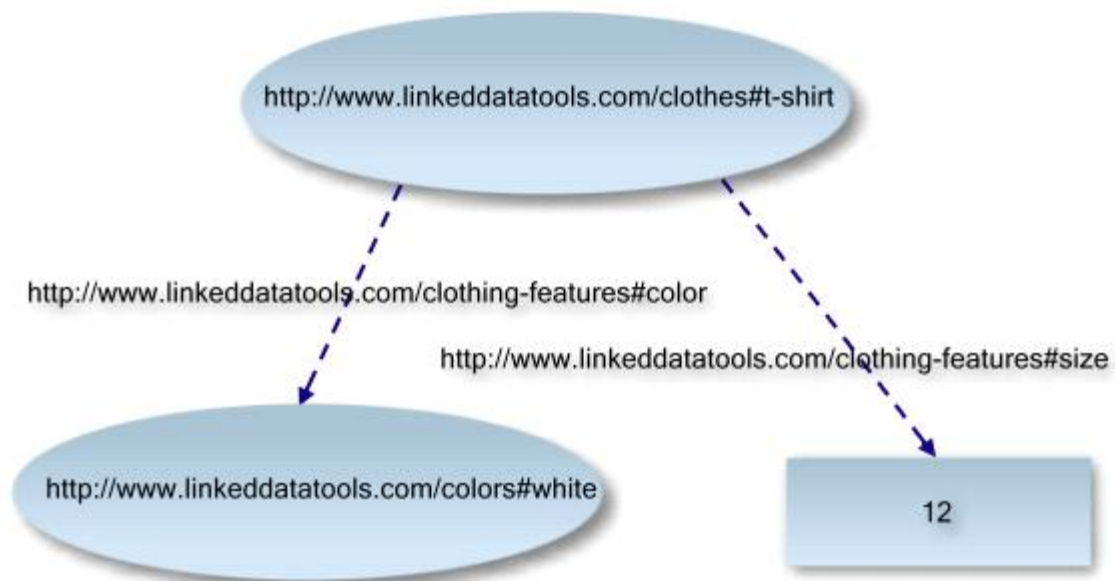 http://www.linkeddatatools.com/clothes#t-shirt
http://www.linkeddatatools.com/clothing-features#color
http://www.linkeddatatools.com/clothing-features#size
http://www.linkeddatatools.com/colors#white
12